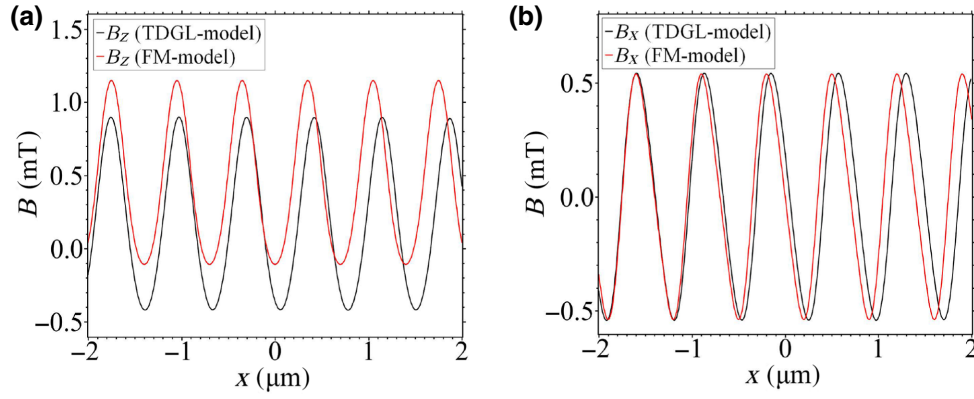 (a)
B_Z (TDGL-model)
B_Z (FM-model)
1.5
1.0
0.5
0.0
−0.5
B (mT)
−2 −1 0 1 2
x (μm)
(b)
B_X (TDGL-model)
B_X (FM-model)
0.5
0.0
−0.5
B (mT)
−2 −1 0 1 2
x (μm)